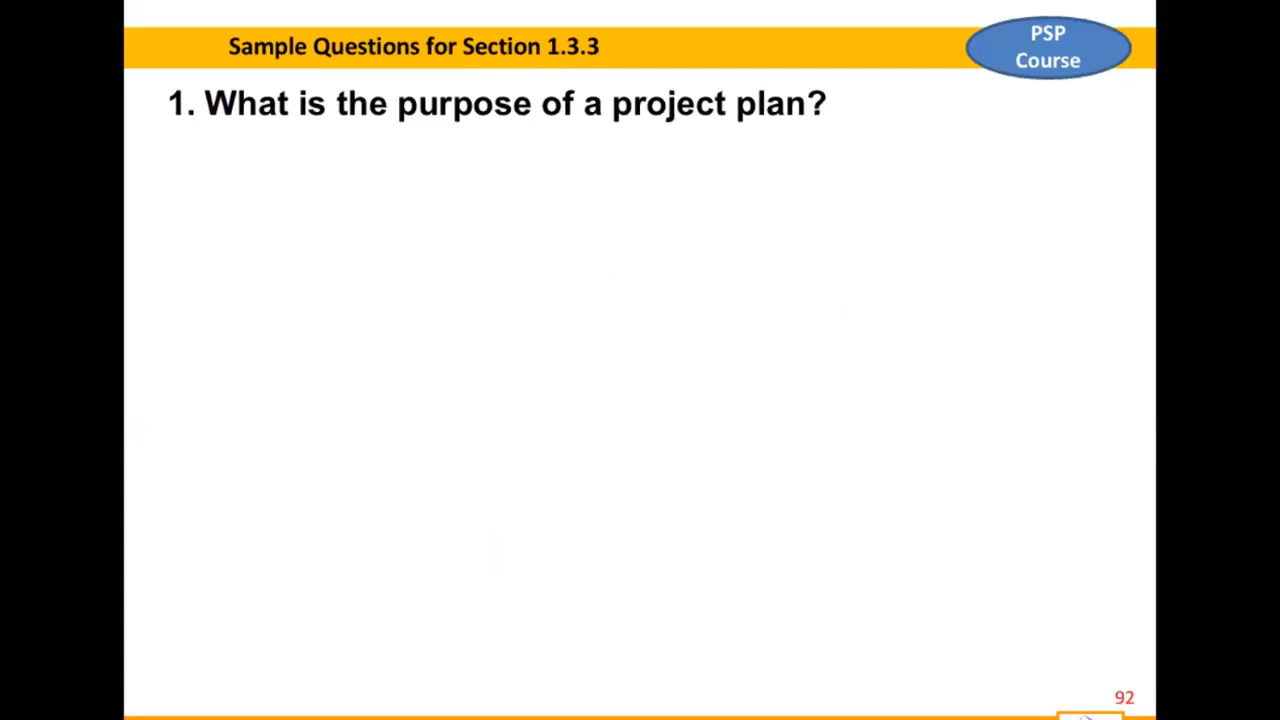 Sample Questions for Section 1.3.3
PSP
Course
1. What is the purpose of a project plan?
92